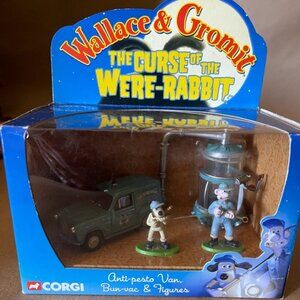 Wallace & Gromit
THE CURSE OF THE
WERE-RABBIT
CORGI
Anti-pesto Van,
Bun-vac & Figures